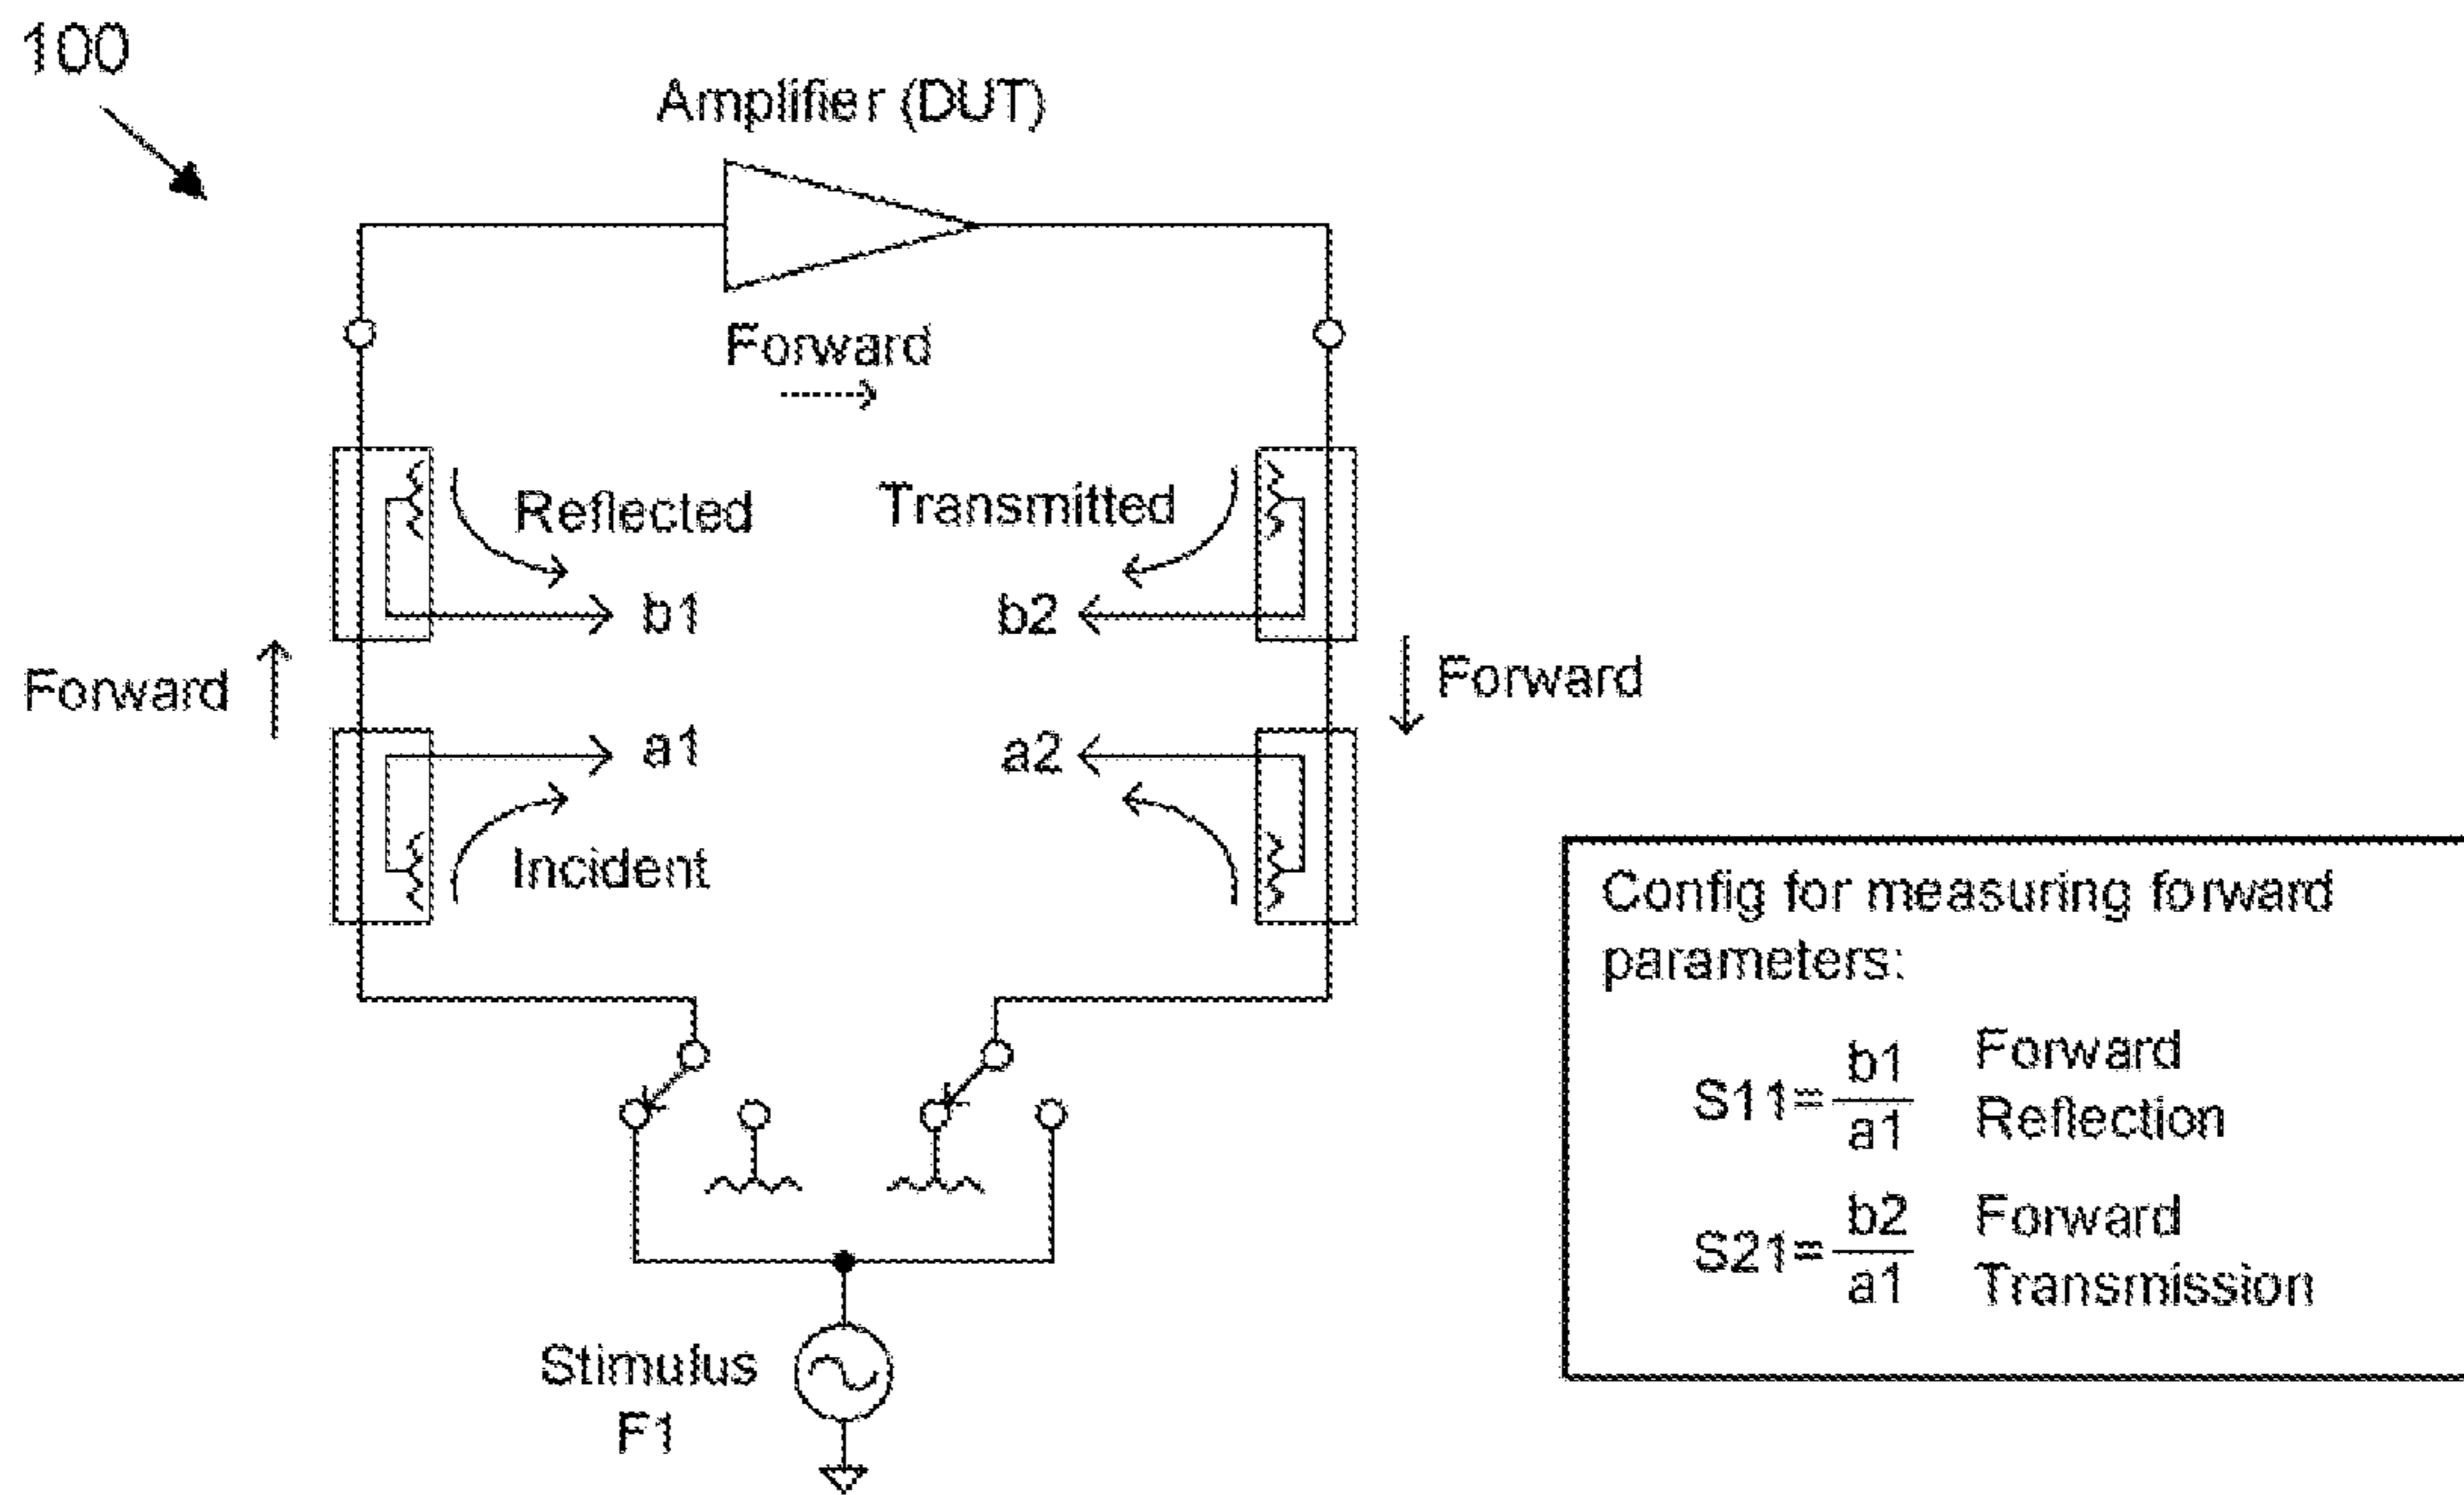 100
Amplifier (DUT)
Forward
Reflected
Transmitted
b1
b2
Forward
Forward
a1
a2
Incident
Stimulus
F1
Config for measuring forward
parameters:
S11=b1/a1 Forward
Reflection
S21=b2/a1 Forward
Transmission